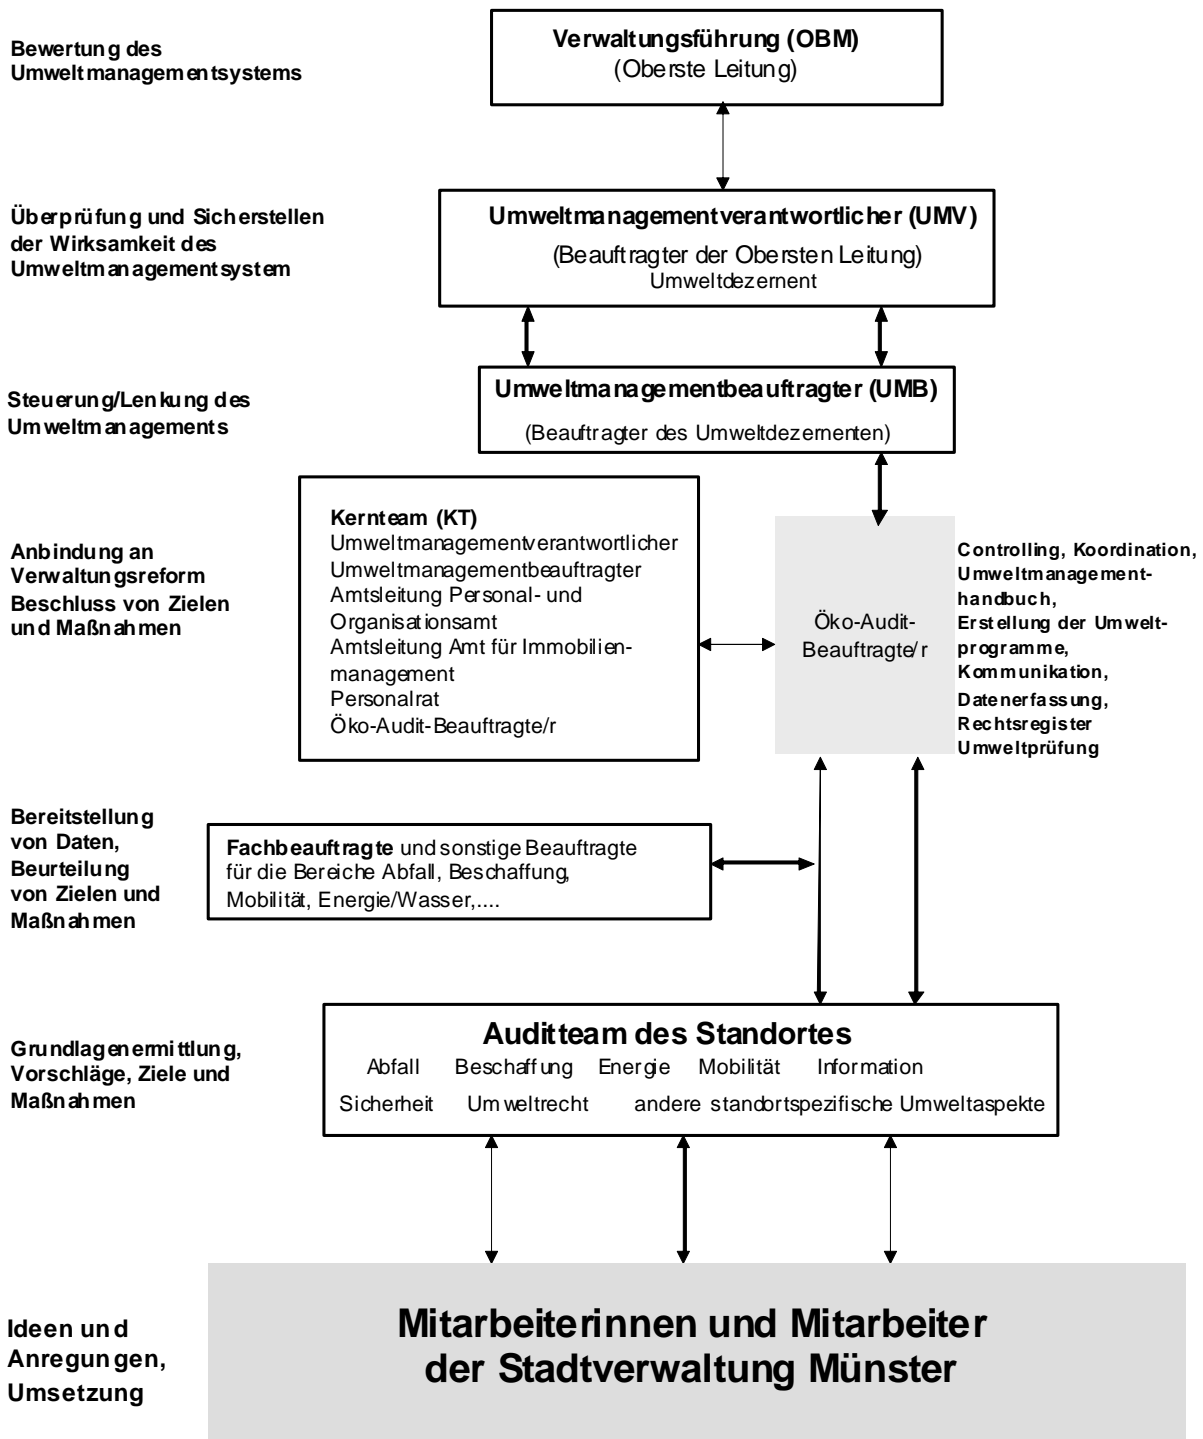 Bewertung des
Umweltmanagementsystems
Verwaltungsführung (OBM)
(Oberste Leitung)
Überprüfung und Sicherstellen
der Wirksamkeit des
Umweltmanagementsystem
Umweltmanagementverantwortlicher (UMV)
(Beauftragter der Obersten Leitung)
Umweltdezernent
Steuerung/Lenkung des
Umweltmanagements
Umweltmanagementbeauftragter (UMB)
(Beauftragter des Umweltdezernenten)
Anbindung an
Verwaltungsreform
Beschluss von Zielen
und Maßnahmen
Kernteam (KT)
Umweltmanagementverantwortlicher
Umweltmanagementbeauftragter
Amtsleitung Personal- und
Organisationsamt
Amtsleitung Amt für Immobilien-
management
Personalrat
Öko-Audit-Beauftragte/r
Öko-Audit-
Beauftragte/r
Controlling, Koordination,
Umweltmanagement-
handbuch,
Erstellung der Umwelt-
programme,
Kommunikation,
Datenerfassung,
Rechtsregister
Umweltprüfung
Bereitstellung
von Daten,
Beurteilung
von Zielen und
Maßnahmen
Fachbeauftragte und sonstige Beauftragte
für die Bereiche Abfall, Beschaffung,
Mobilität, Energie/Wasser,....
Grundlagenermittlung,
Vorschläge, Ziele und
Maßnahmen
Auditteam des Standortes
Abfall Beschaffung Energie Mobilität Information
Sicherheit Umweltrecht andere standortspezifische Umweltaspekte
Ideen und
Anregungen,
Umsetzung
Mitarbeiterinnen und Mitarbeiter
der Stadtverwaltung Münster